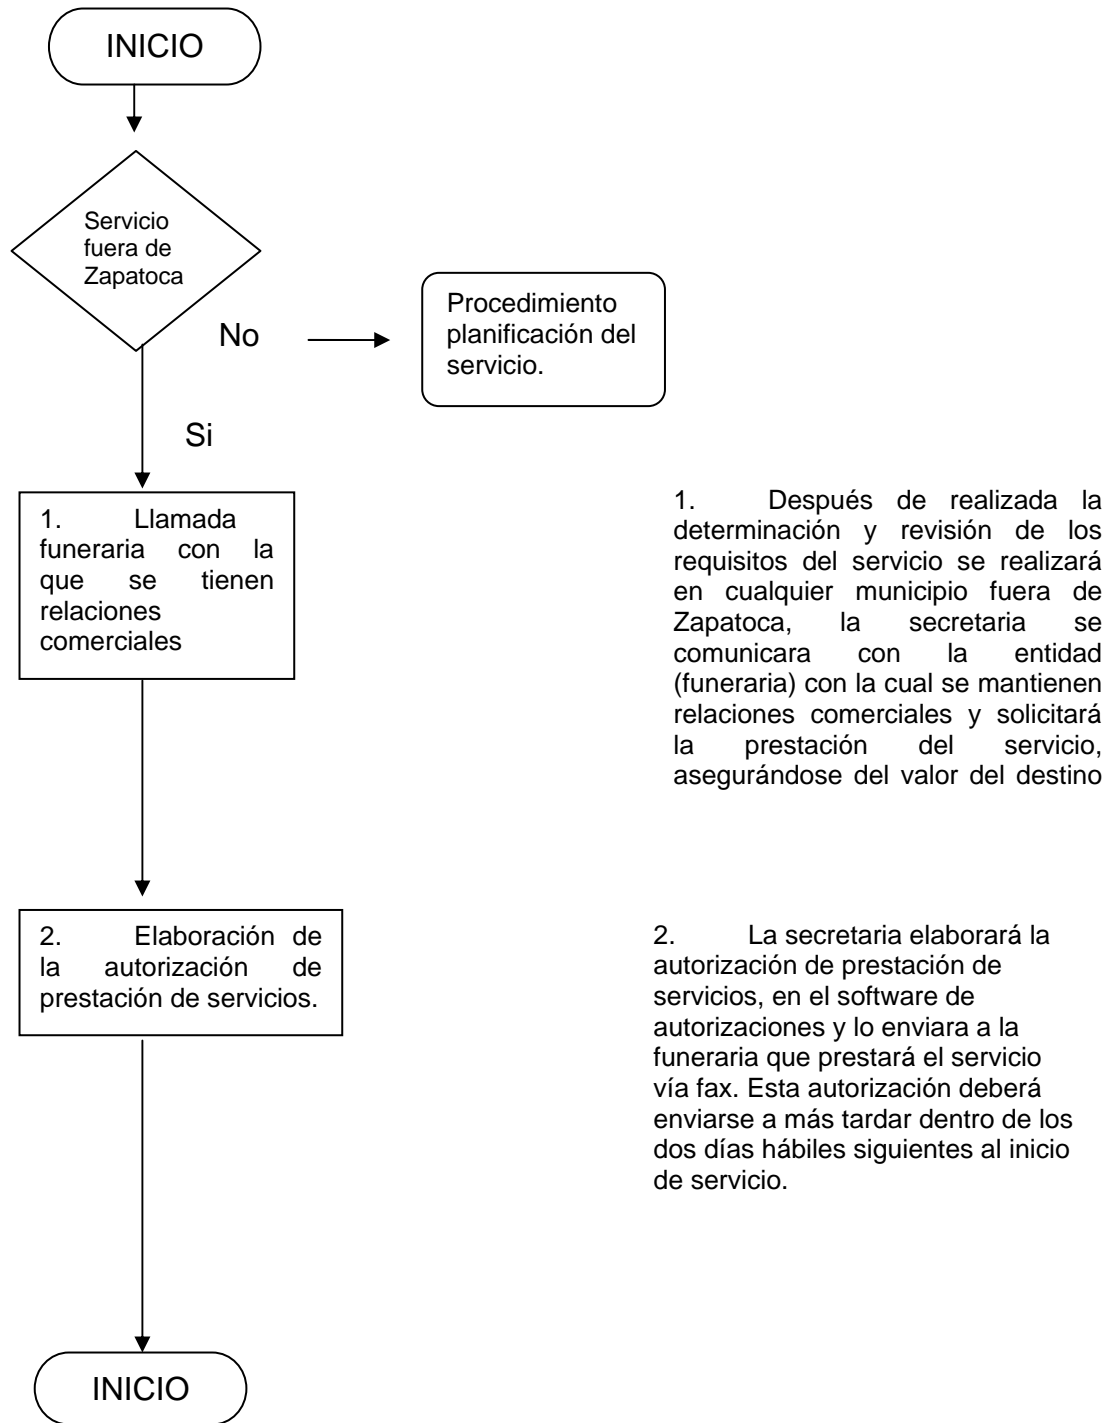 INICIO
Servicio
fuera de
Zapatoca
No
Procedimiento
planificación del
servicio.
Si
1. Llamada
funeraria con la
que se tienen
relaciones
comerciales
1. Después de realizada la
determinación y revisión de los
requisitos del servicio se realizará
en cualquier municipio fuera de
Zapatoca, la secretaria se
comunicara con la entidad
(funeraria) con la cual se mantienen
relaciones comerciales y solicitará
la prestación del servicio,
asegurándose del valor del destino
2. Elaboración de
la autorización de
prestación de servicios.
2. La secretaria elaborará la
autorización de prestación de
servicios, en el software de
autorizaciones y lo enviara a la
funeraria que prestará el servicio
vía fax. Esta autorización deberá
enviarse a más tardar dentro de los
dos días hábiles siguientes al inicio
de servicio.
INICIO